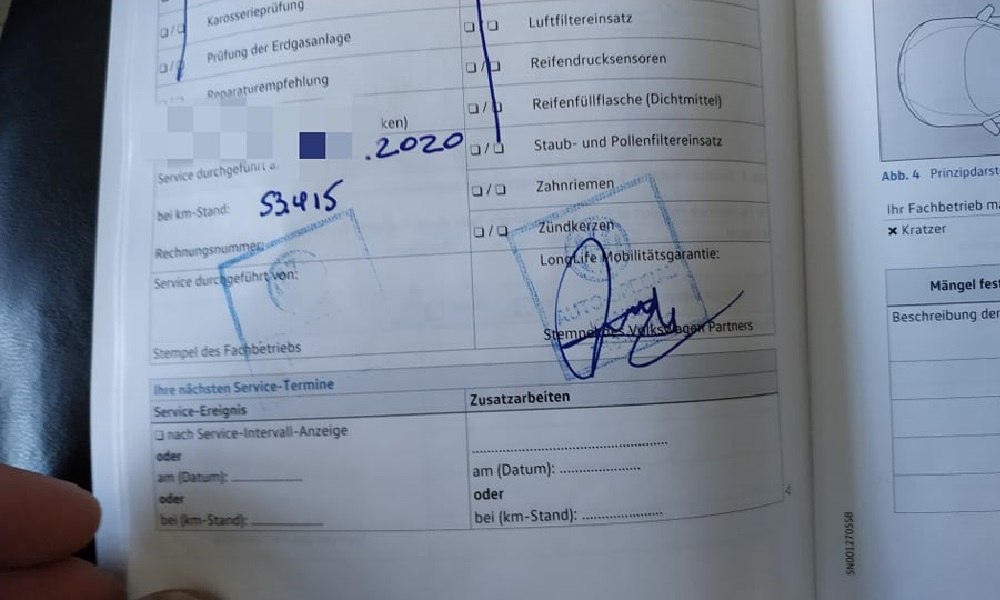 Karosserieprüfung
Prüfung der Erdgasanlage
Reparaturempfehlung
ken)
.2020
Service durchgeführt a
bei km-Stand: 53415
Rechnungsnummer
Service durchgeführt von:
Stempel des Fachbetriebs
Luftfiltereinsatz
Reifendrucksensoren
Reifenfüllflasche (Dichtmittel)
Staub- und Pollenfiltereinsatz
Zahnriemen
Zündkerzen
LongLife Mobilitätsgarantie:
Stempel des Volkswagen Partners
Ihre nächsten Service-Termine
Service-Ereignis
❏ nach Service-Intervall-Anzeige
oder
am (Datum):
oder
bei (km-Stand):
Zusatzarbeiten
am (Datum):
oder
bei (km-Stand):
Abb. 4 Prinzipdarst
Ihr Fachbetrieb ma
× Kratzer
Mängel fest
Beschreibung der
5N0012705SB